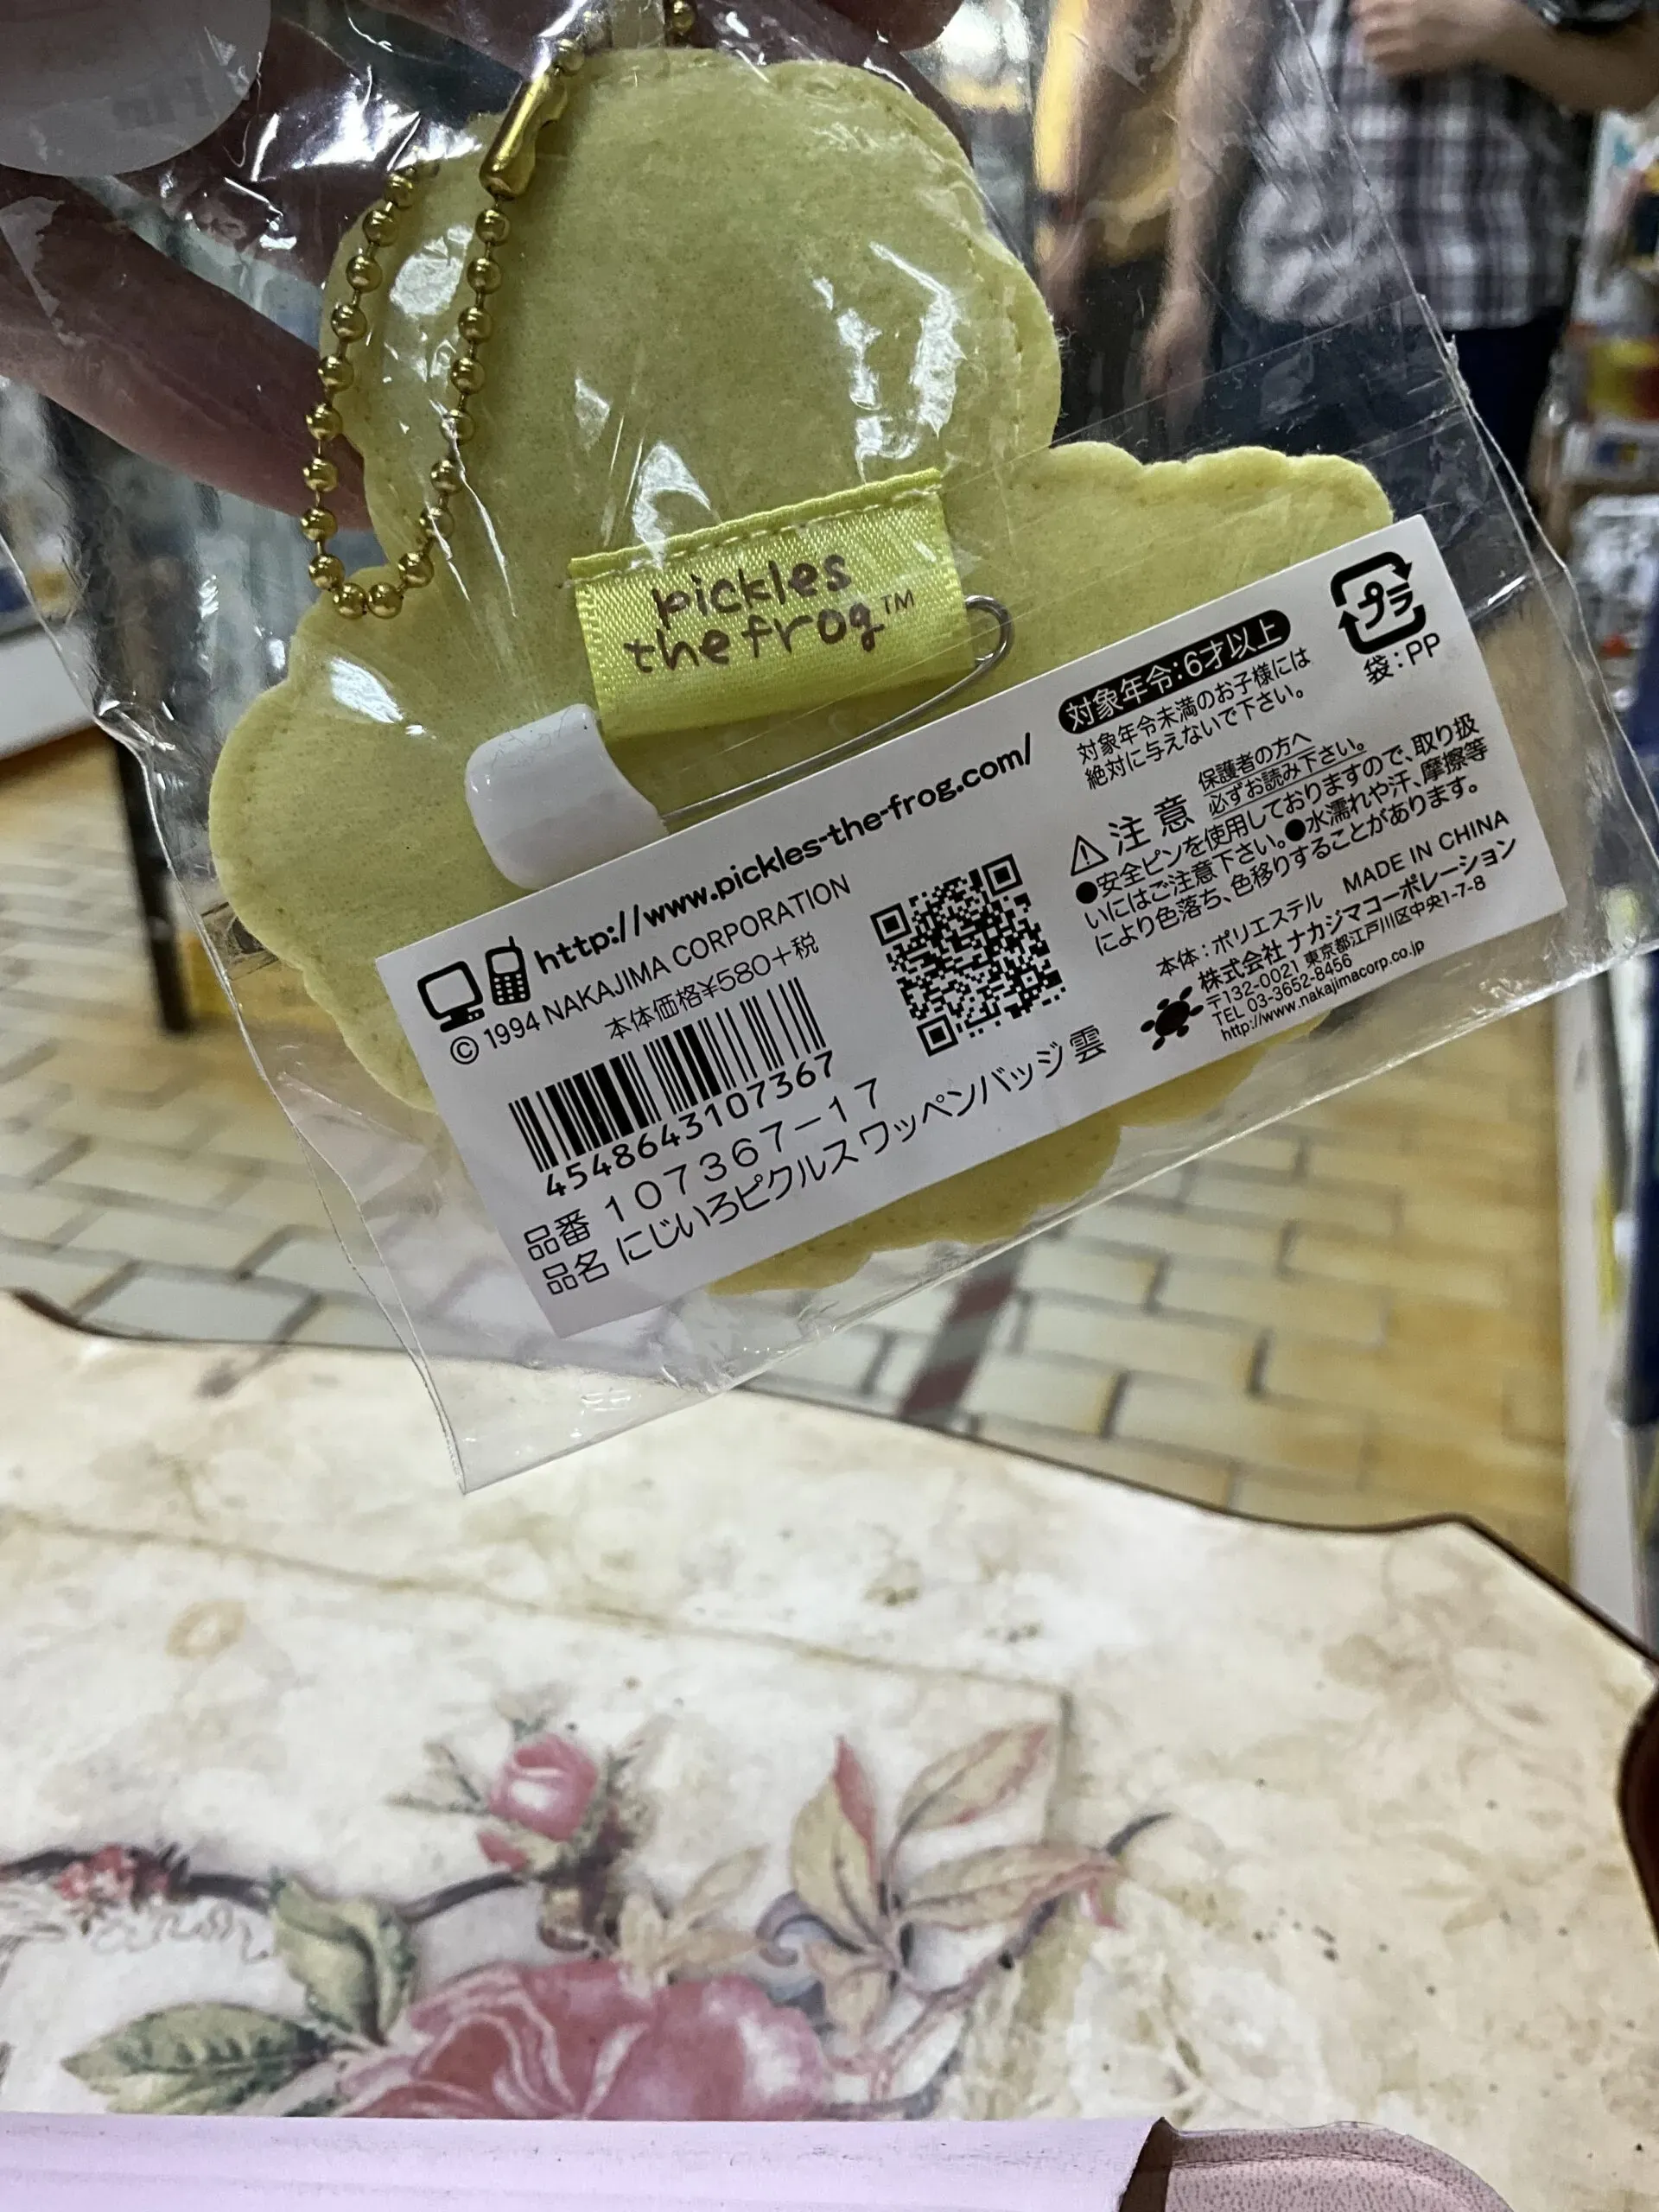 pickles
the frog™
http://www.pickles-the-frog.com/
© 1994 NAKAJIMA CORPORATION
本体価格¥580+税
4548643107367
品番 107367-17
品名 にじいろピクルス ワッペンバッジ 雲
対象年令:6才以上
対象年令未満のお子様には
絶対に与えないで下さい。
プラ
袋:PP
注意
保護者の方へ
必ずお読み下さい。
●安全ピンを使用しておりますので、取り扱
いにはご注意下さい。●水濡れや汗、摩擦等
により色落ち、色移りすることがあります。
本体:ポリエステル MADE IN CHINA
株式会社 ナカジマコーポレーション
〒132-0021 東京都江戸川区中央1-7-8
TEL 03-3652-8456
http://www.nakajimacorp.co.jp